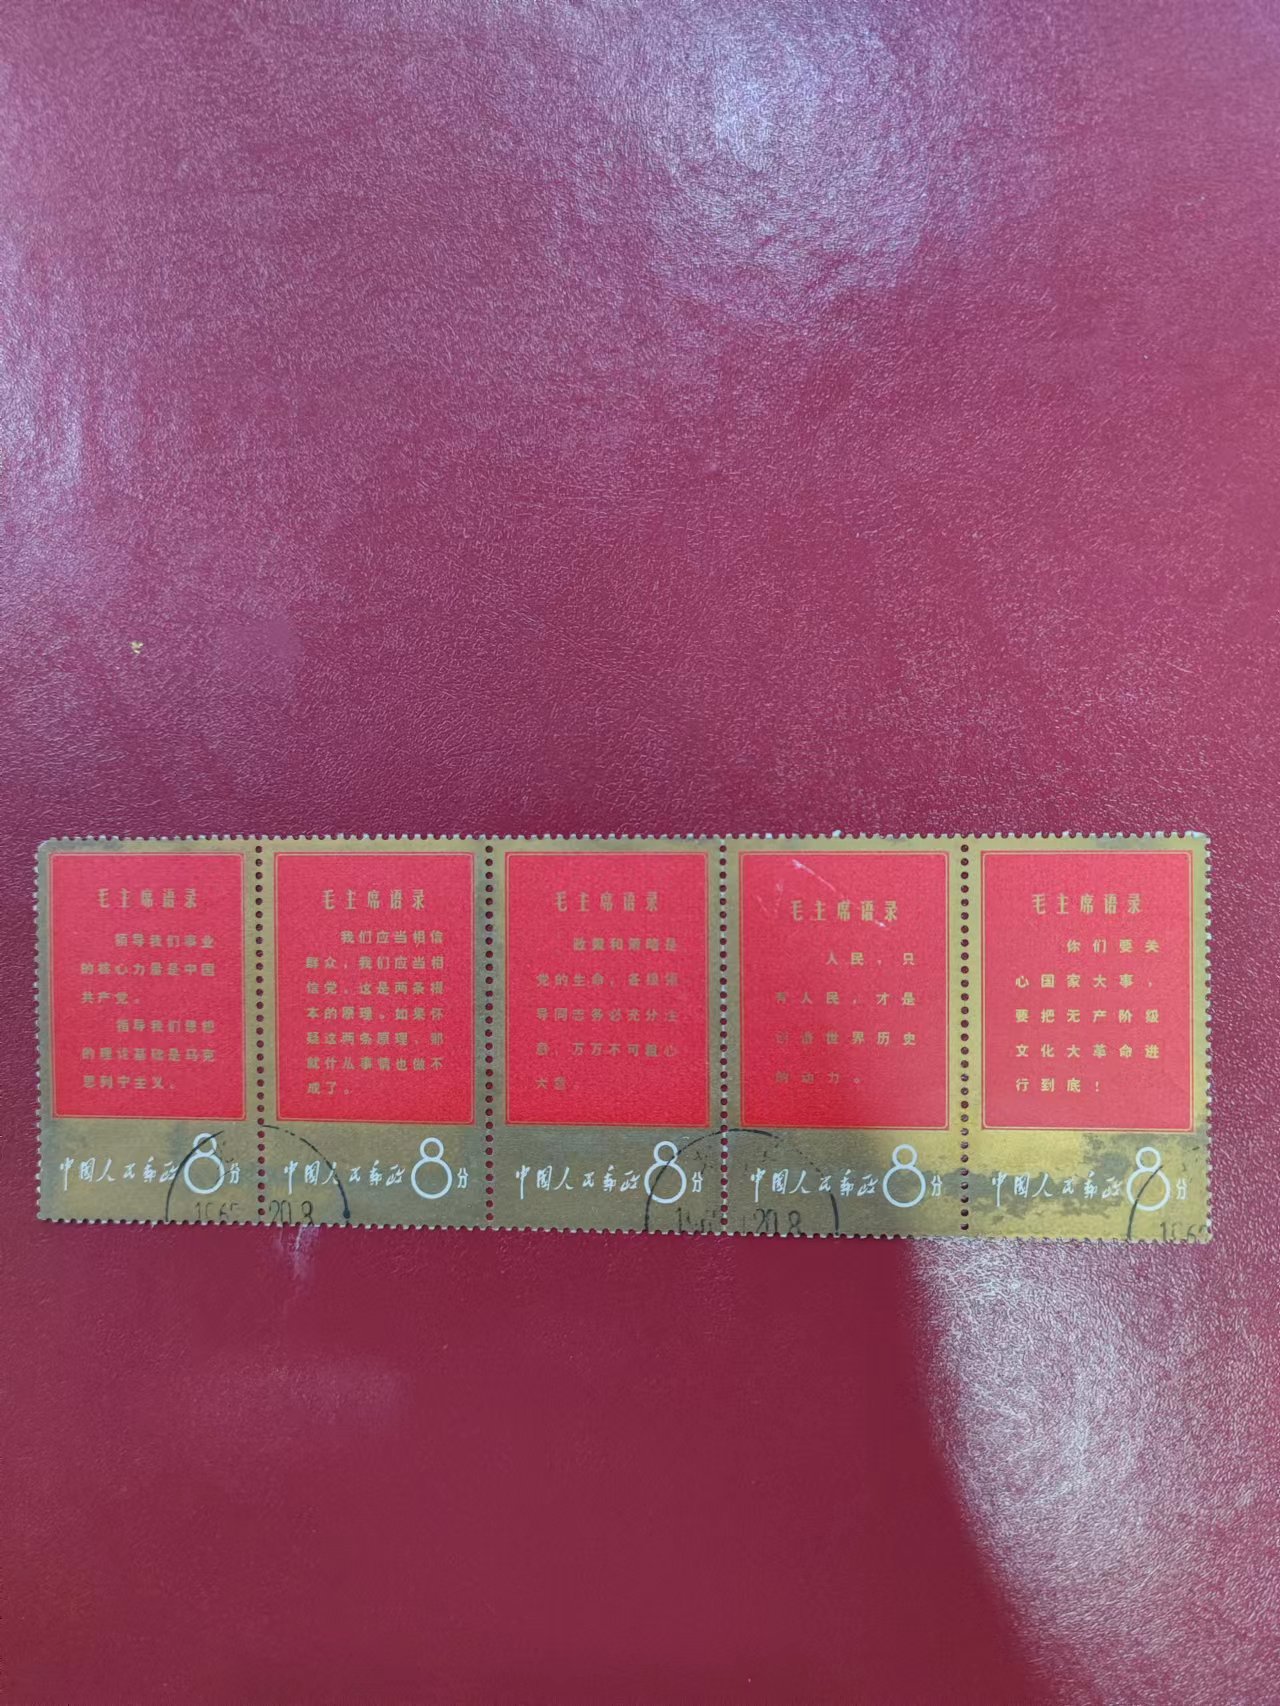 毛主席语录
领导我们事业
的核心力量是中国
共产党。
指导我们思想
的理论基础是马克
思列宁主义。
中国人民邮政 8分
毛主席语录
我们应当相信
群众，我们应当相
信党，这是两条根
本的原理。如果怀
疑这两条原理，那
就什么事情也做不
成了。
中国人民邮政 8分
毛主席语录
政策和策略是
党的生命，各级领
导同志务必充分注
意，万万不可粗心
大意。
中国人民邮政 8分
毛主席语录
人民，只
有人民，才是
创造世界历史
的动力。
中国人民邮政 8分
毛主席语录
你们要关
心国家大事，
要把无产阶级
文化大革命进
行到底！
中国人民邮政 8分
20.8
20.8